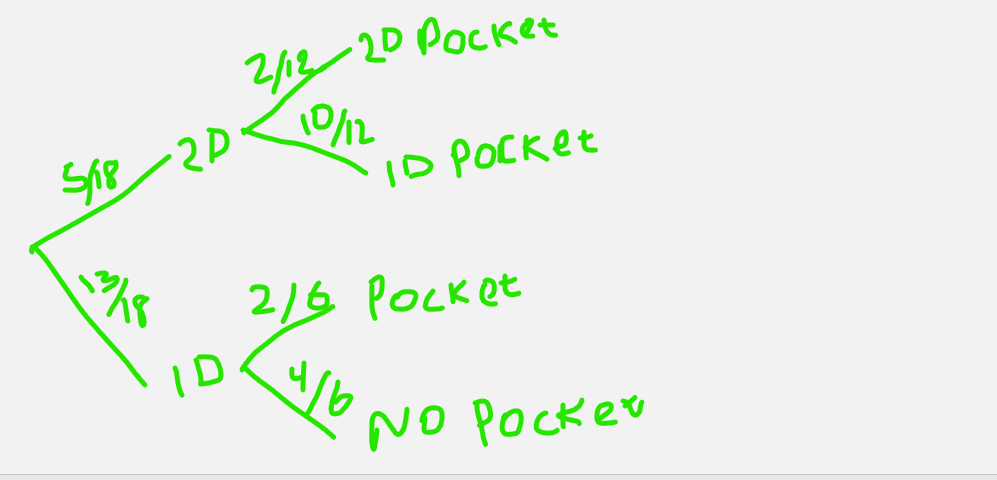 2/12 2D Pocket
10/12 1D Pocket
5/18 2D
13/18 1D
2/6 Pocket
4/6 No Pocket